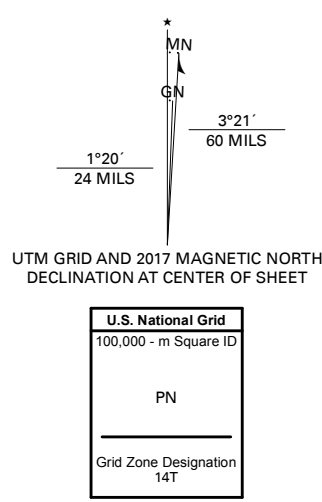 ★
MN
GN
3°21´
60 MILS
1°20´
24 MILS
UTM GRID AND 2017 MAGNETIC NORTH
DECLINATION AT CENTER OF SHEET
U.S. National Grid
100,000 - m Square ID
PN
Grid Zone Designation
14T